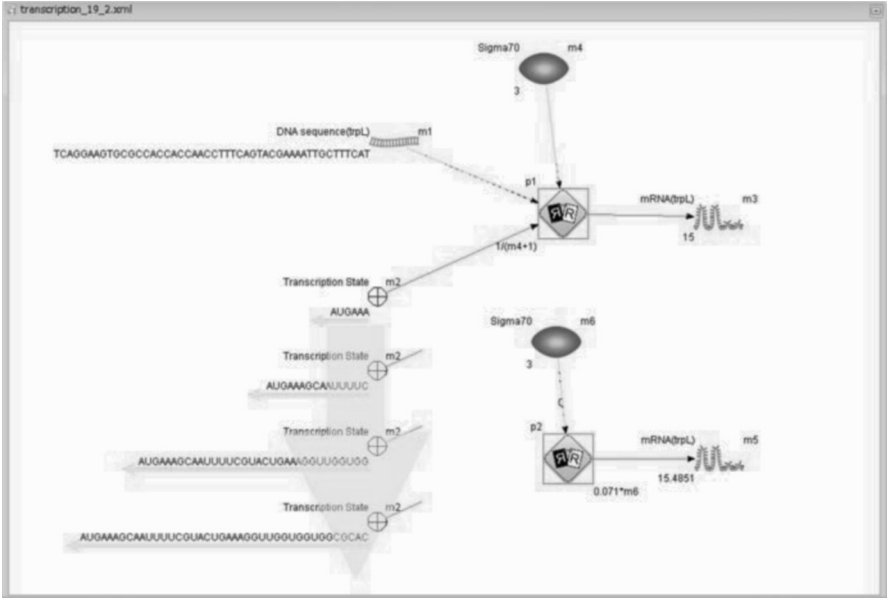 transcription_19_2.xml
Sigma70 m4
3
DNA sequence(trpL) m1
TCAGGAAGTGCGCCACCACCAACCTTTCAGTACGAAAATTGCTTTCAT
p1
mRNA(trpL) m3
15
1/(m4+1)
Transcription State m2
AUGAAA
Sigma70 m6
3
Transcription State m2
AUGAAAGCAAUUUUC
p2
mRNA(trpL) m5
15.4851
0.071*m6
Transcription State m2
AUGAAAGCAAUUUUCGUACUGAAAGGUUGGUGG
Transcription State m2
AUGAAAGCAAUUUUCGUACUGAAAGGUUGGUGGUGGCGCAC